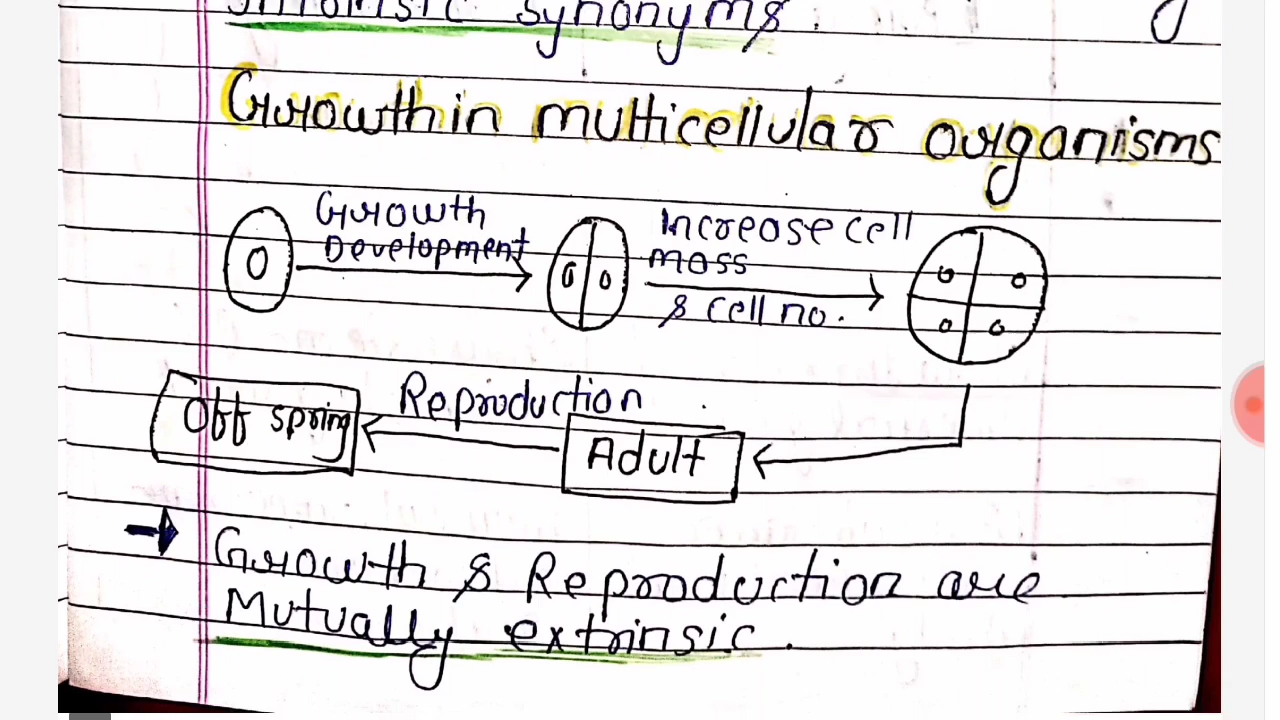 intrinsic synonyms.
Growth in multicellular organisms
Growth
Development
Increase cell
mass
& cell no.
Reproduction
Off spring
Adult
→ Growth & Reproduction are
Mutually extrinsic.